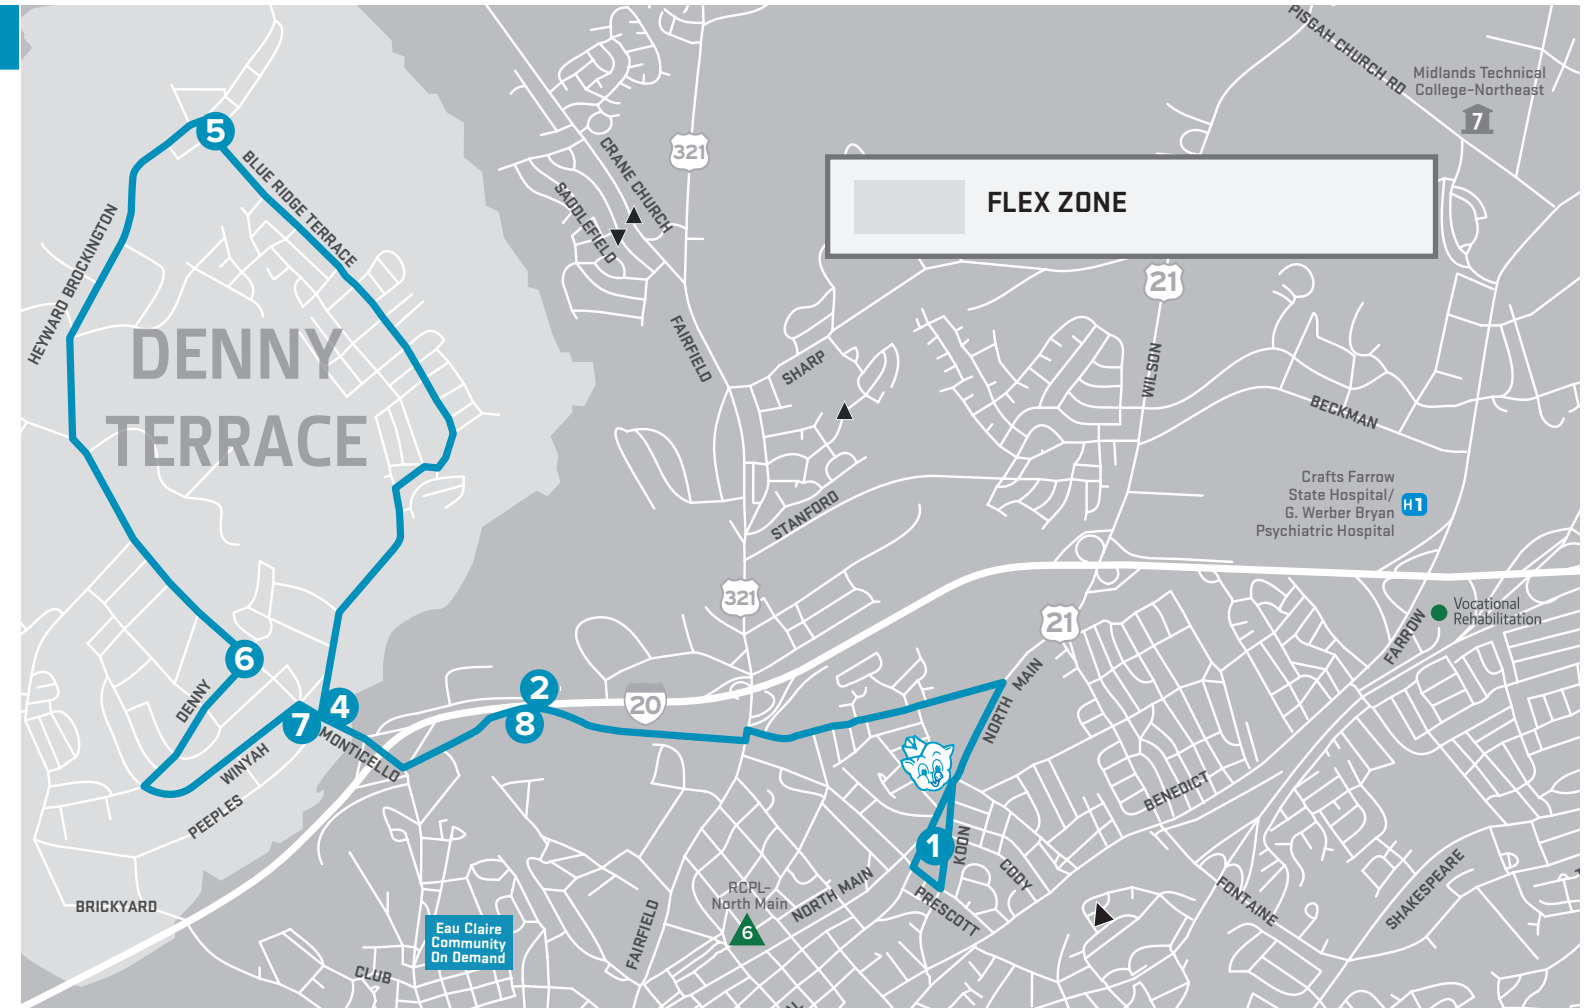 PISGAH CHURCH RD
Midlands Technical
College–Northeast
7
5
BLUE RIDGE TERRACE
HEYWARD BROCKINGTON
CRANE CHURCH
SADDLEFIELD
321
FLEX ZONE
21
DENNY
TERRACE
FAIRFIELD
SHARP
WILSON
BECKMAN
STANFORD
Crafts Farrow
State Hospital/
G. Werber Bryan
Psychiatric Hospital
H1
321
21
FARROW
Vocational
Rehabilitation
6
DENNY
7
4
MONTICELLO
WINYAH
PEEPLES
2
8
20
NORTH MAIN
BENEDICT
1
KOON
CODY
PRESCOTT
NORTH MAIN
RCPL–
North Main
6
FONTAINE
SHAKESPEARE
BRICKYARD
Eau Claire
Community
On Demand
FAIRFIELD
CLUB